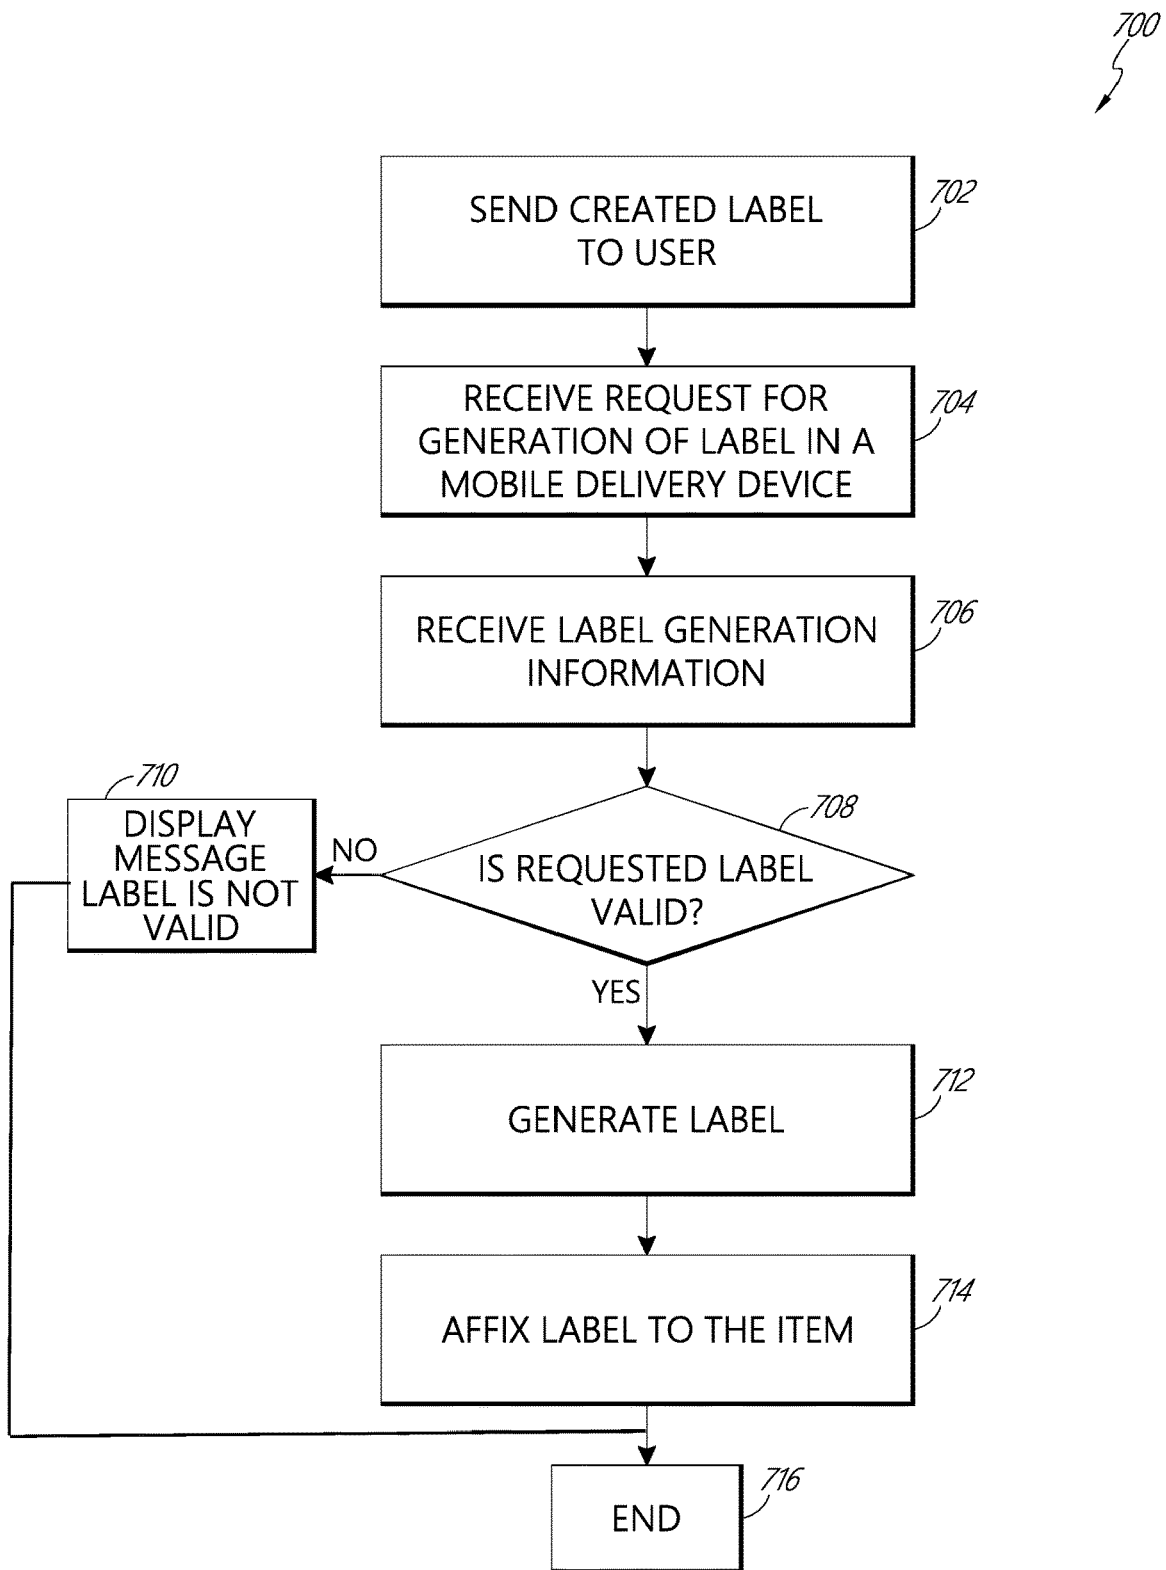 700
SEND CREATED LABEL
TO USER
702
RECEIVE REQUEST FOR
GENERATION OF LABEL IN A
MOBILE DELIVERY DEVICE
704
RECEIVE LABEL GENERATION
INFORMATION
706
710
DISPLAY
MESSAGE
LABEL IS NOT
VALID
NO
708
IS REQUESTED LABEL
VALID?
YES
GENERATE LABEL
712
AFFIX LABEL TO THE ITEM
714
END
716